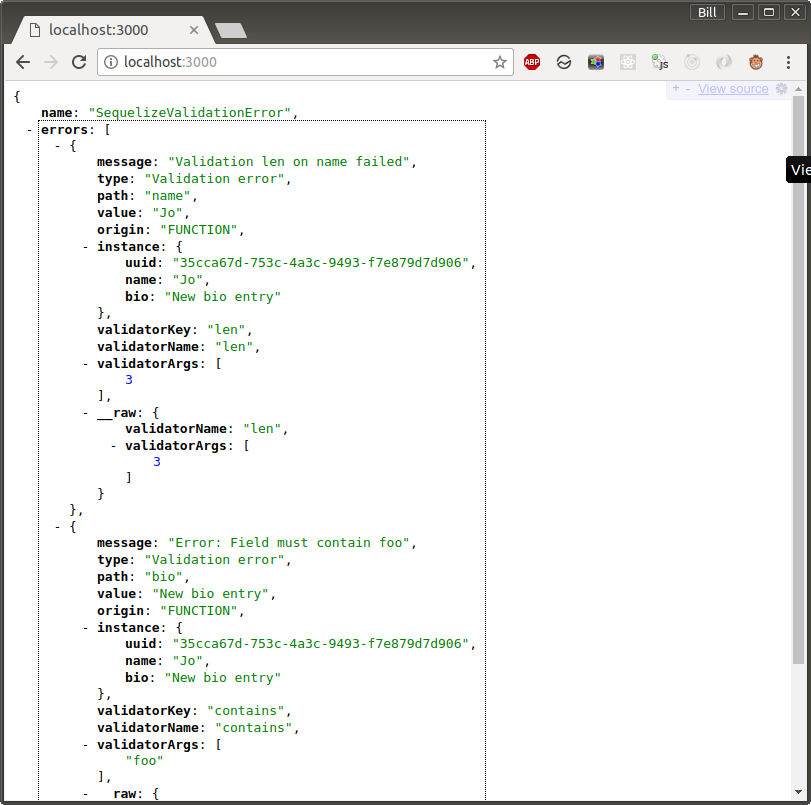 Bill
localhost:3000
localhost:3000
ABP
JS
+ - View source
{
name: "SequelizeValidationError",
- errors: [
- {
message: "Validation len on name failed",
type: "Validation error",
path: "name",
value: "Jo",
origin: "FUNCTION",
- instance: {
uuid: "35cca67d-753c-4a3c-9493-f7e879d7d906",
name: "Jo",
bio: "New bio entry"
},
validatorKey: "len",
validatorName: "len",
- validatorArgs: [
3
],
- __raw: {
validatorName: "len",
- validatorArgs: [
3
]
}
},
- {
message: "Error: Field must contain foo",
type: "Validation error",
path: "bio",
value: "New bio entry",
origin: "FUNCTION",
- instance: {
uuid: "35cca67d-753c-4a3c-9493-f7e879d7d906",
name: "Jo",
bio: "New bio entry"
},
validatorKey: "contains",
validatorName: "contains",
- validatorArgs: [
"foo"
],
- __raw: {
Vie